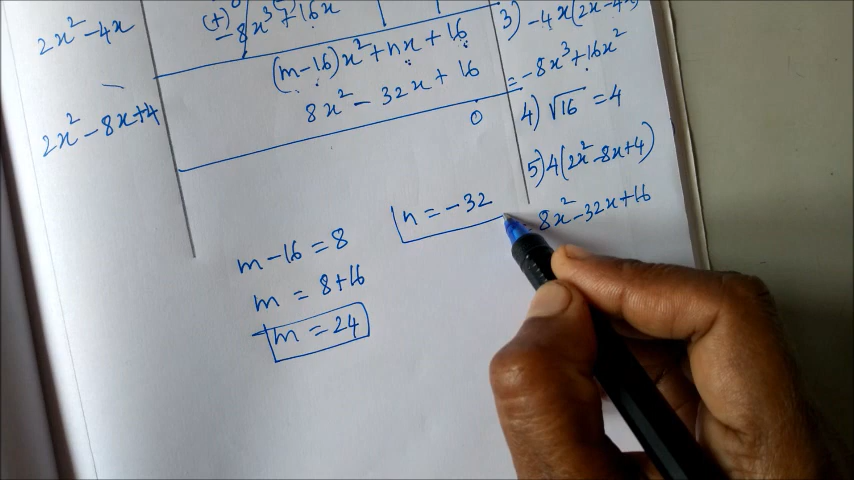 2x² - 4x
(+)
- 8x³ + 16x
(m-16)x² + nx + 16
2x² - 8x + 4
8x² - 32x + 16
0
3) -4x(2x-4x
= -8x³ + 16x²
4) √16 = 4
5) 4(2x² - 8x + 4)
8x² - 32x + 16
n = -32
m - 16 = 8
m = 8 + 16
m = 24